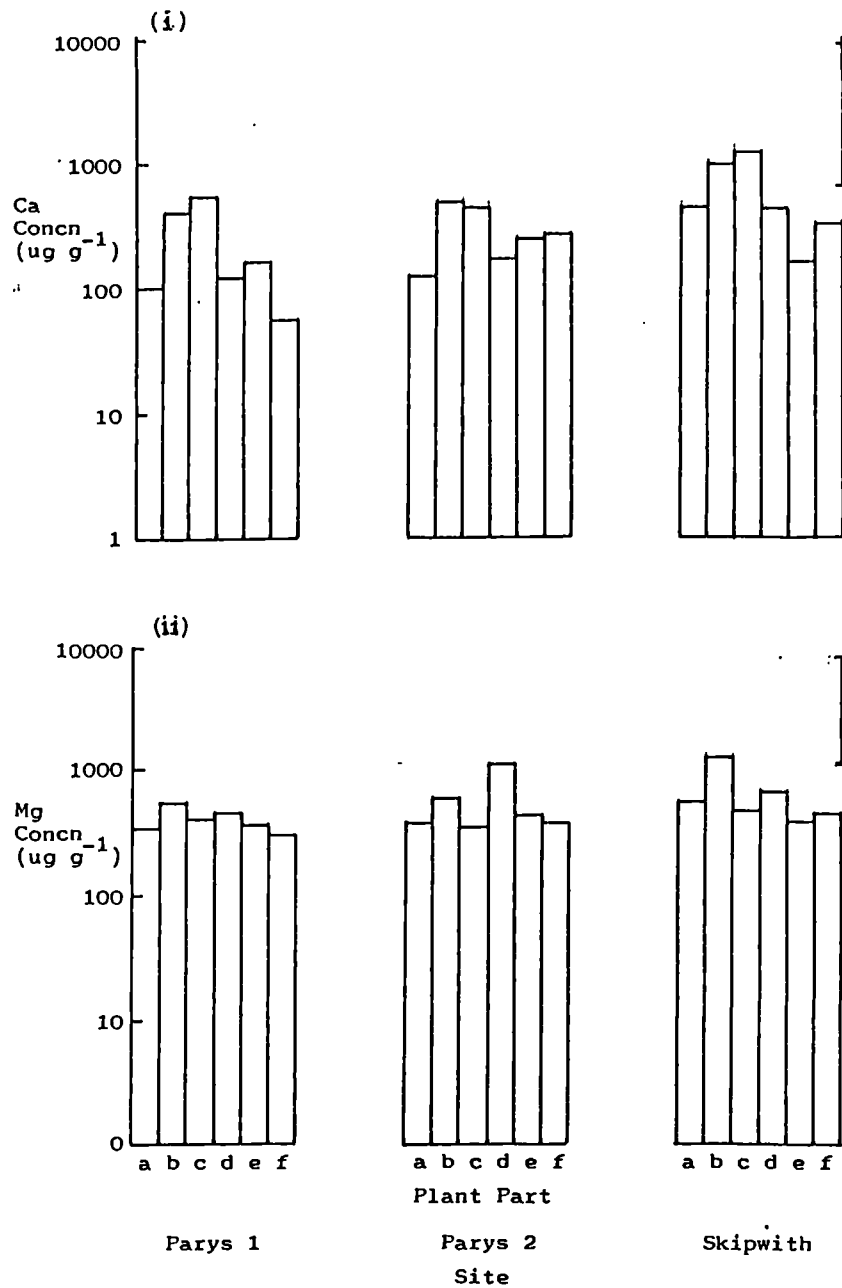 (i)
10000
1000
Ca
Concn
(ug g⁻¹)
100
10
1
(ii)
10000
1000
Mg
Concn
(ug g⁻¹)
100
10
0
a b c d e f
a b c d e f
a b c d e f
Plant Part
Parys 1
Parys 2
Skipwith
Site